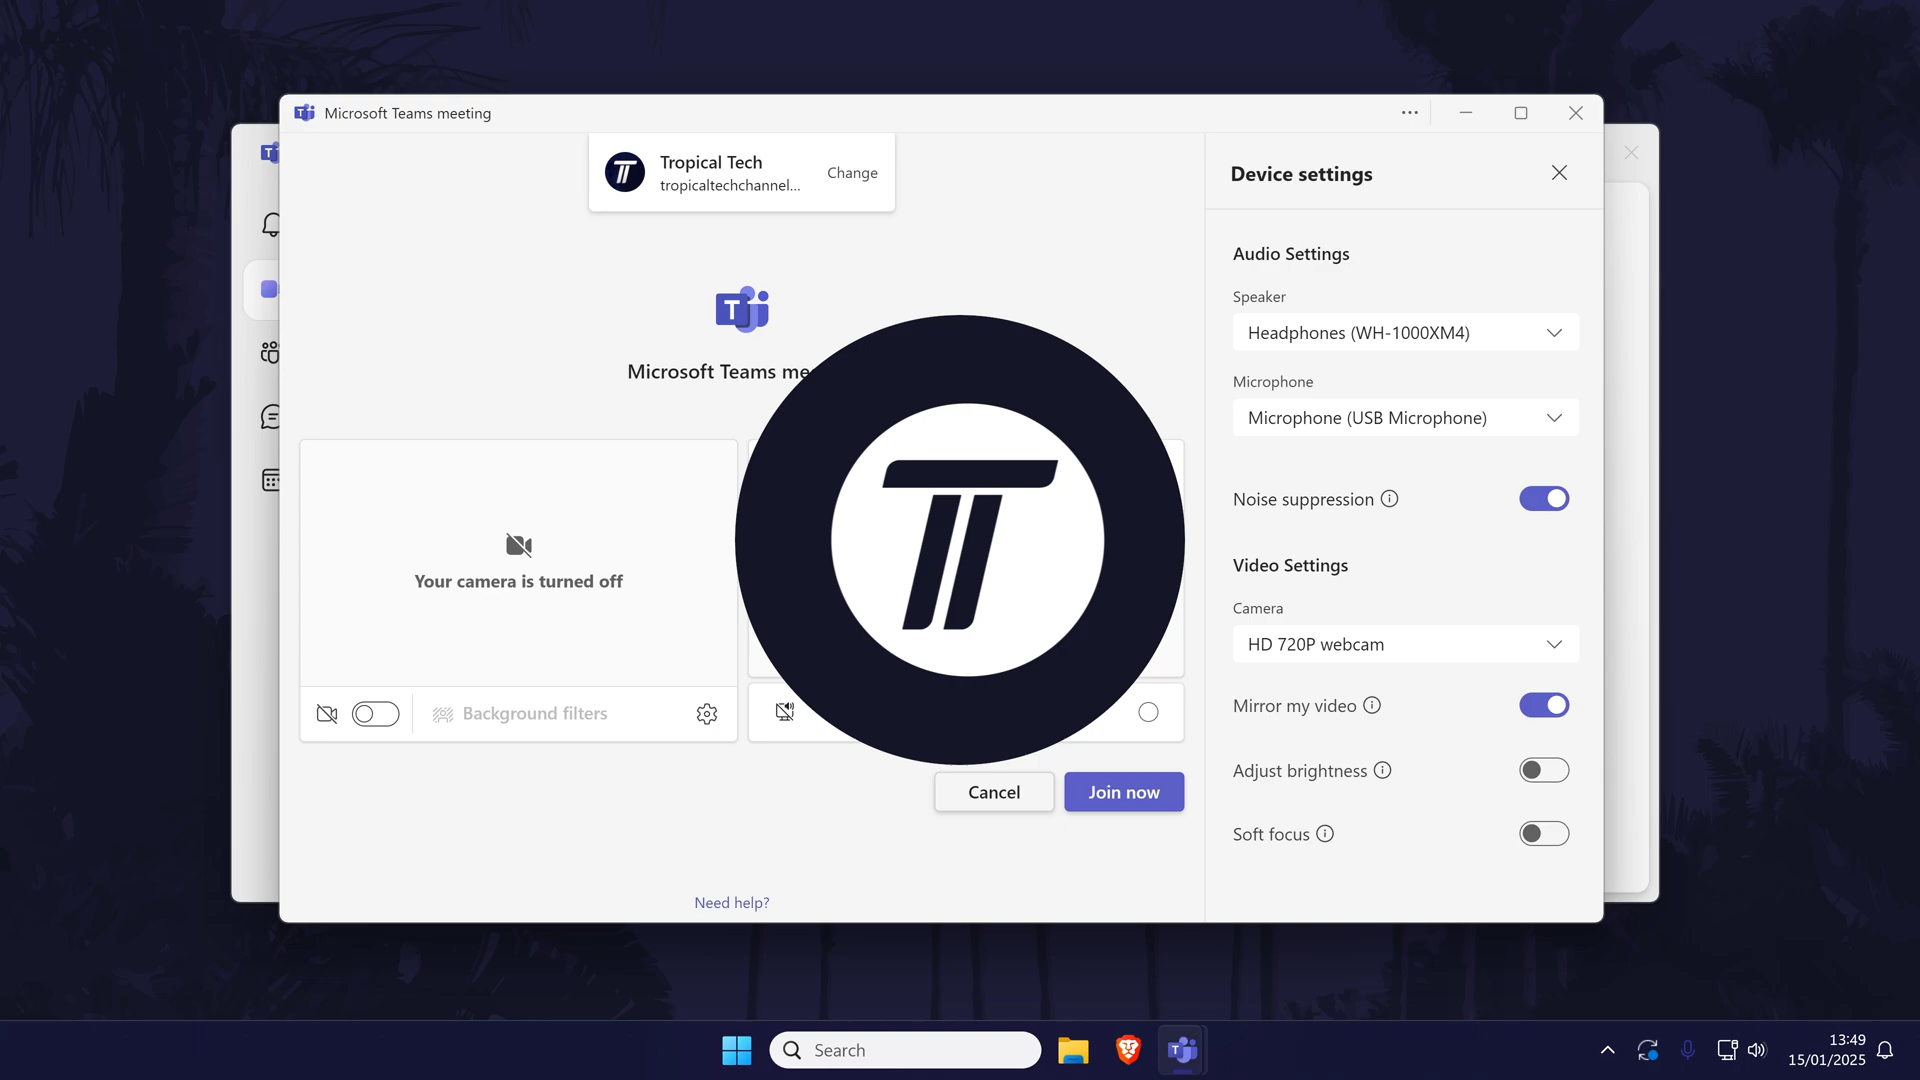 Microsoft Teams meeting
Tropical Tech
tropicaltechchannel...
Change
Microsoft Teams me
Your camera is turned off
Background filters
Cancel
Join now
Need help?
Device settings
Audio Settings
Speaker
Headphones (WH-1000XM4)
Microphone
Microphone (USB Microphone)
Noise suppression
Video Settings
Camera
HD 720P webcam
Mirror my video
Adjust brightness
Soft focus
Search
13:49
15/01/2025